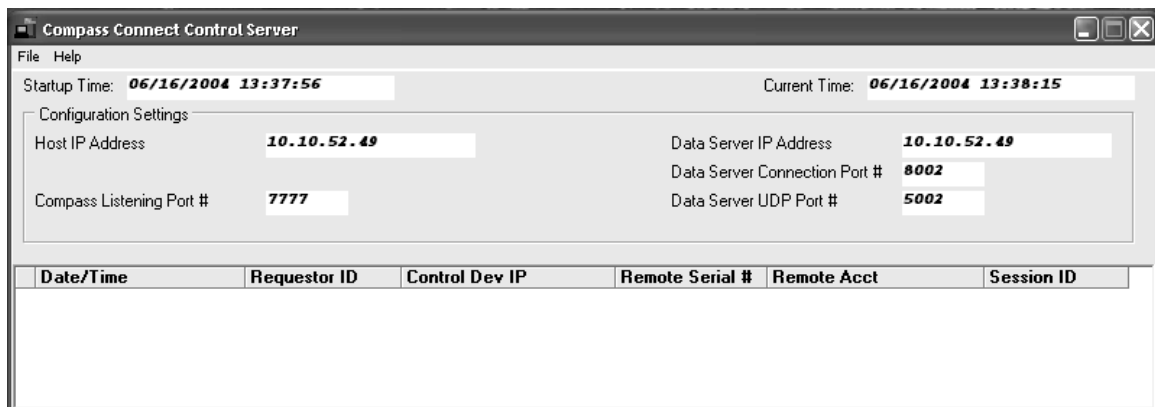 Compass Connect Control Server
File Help
Startup Time: 06/16/2004 13:37:56 Current Time: 06/16/2004 13:38:15
Configuration Settings
Host IP Address 10.10.52.49 Data Server IP Address 10.10.52.49
Data Server Connection Port # 8002
Compass Listening Port # 7777 Data Server UDP Port # 5002
Date/Time Requestor ID Control Dev IP Remote Serial # Remote Acct Session ID